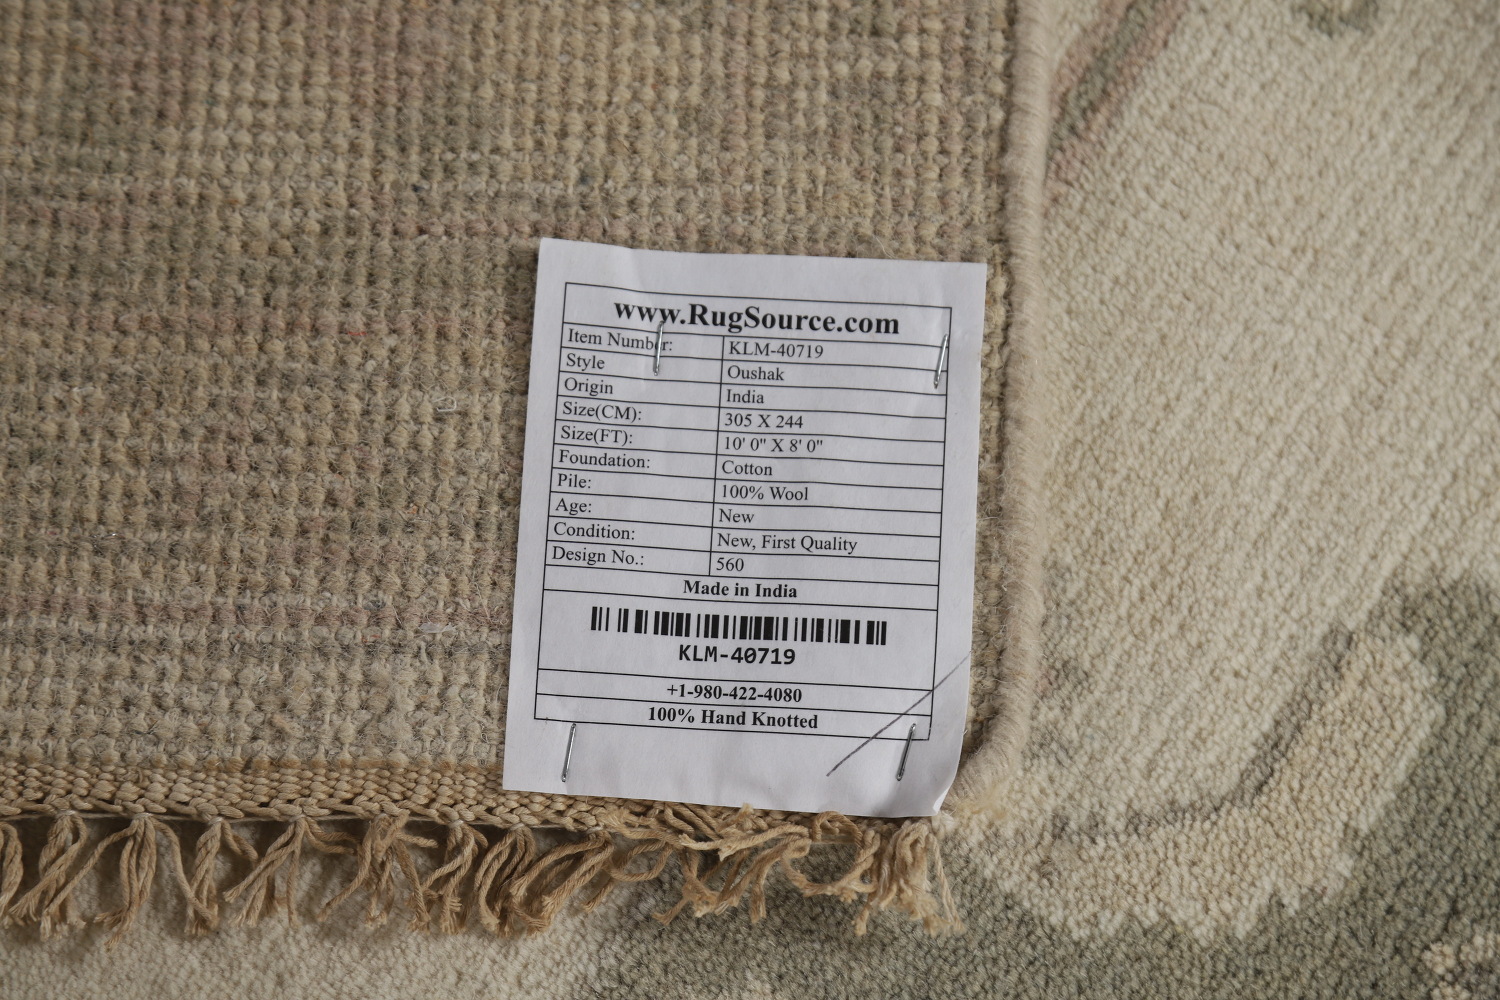 www.RugSource.com
Item Number: KLM-40719
Style Oushak
Origin India
Size(CM): 305 X 244
Size(FT): 10' 0" X 8' 0"
Foundation: Cotton
Pile: 100% Wool
Age: New
Condition: New, First Quality
Design No.: 560
Made in India
KLM-40719
+1-980-422-4080
100% Hand Knotted